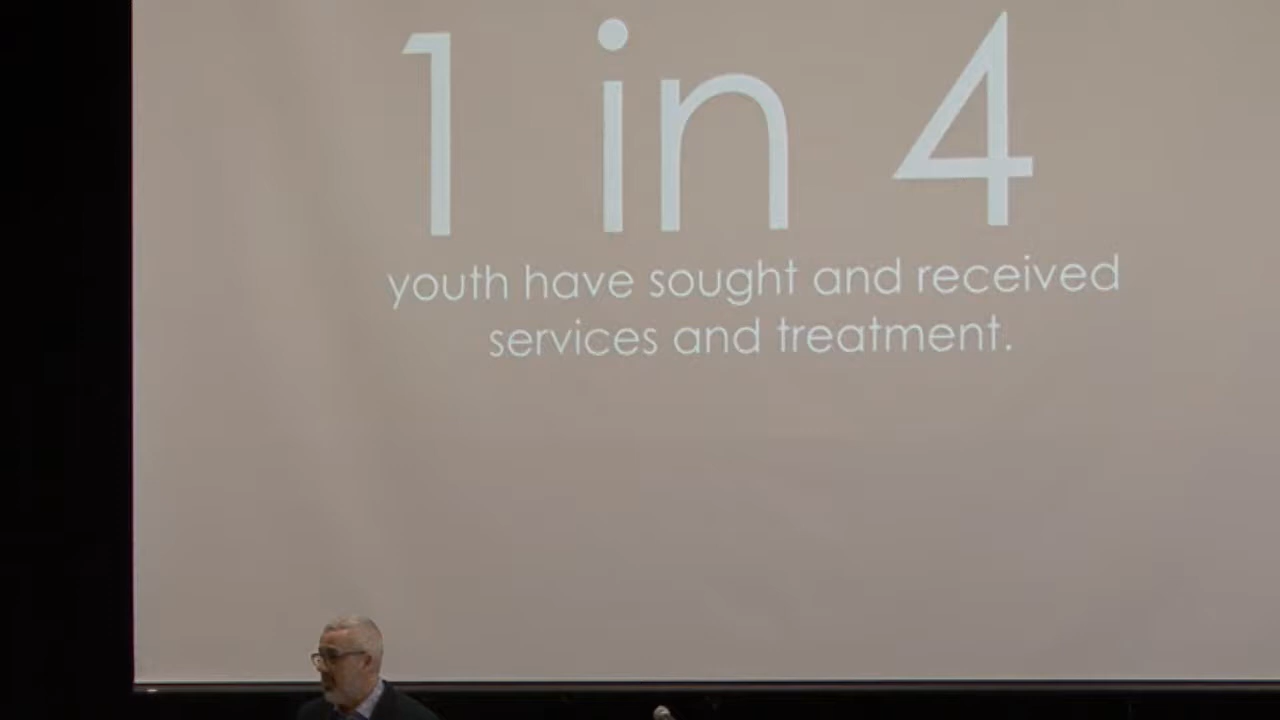 1 in 4
youth have sought and received
services and treatment.